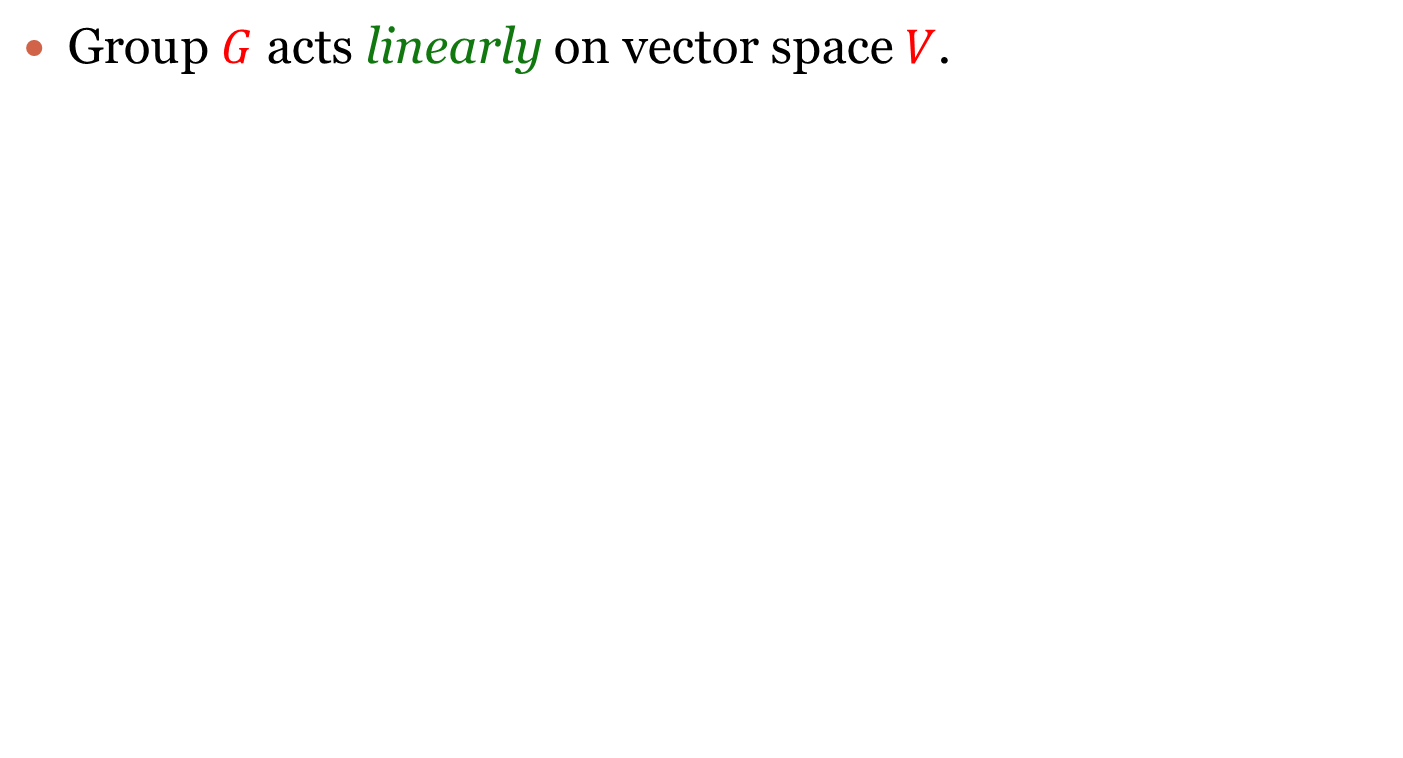 • Group G acts linearly on vector space V.